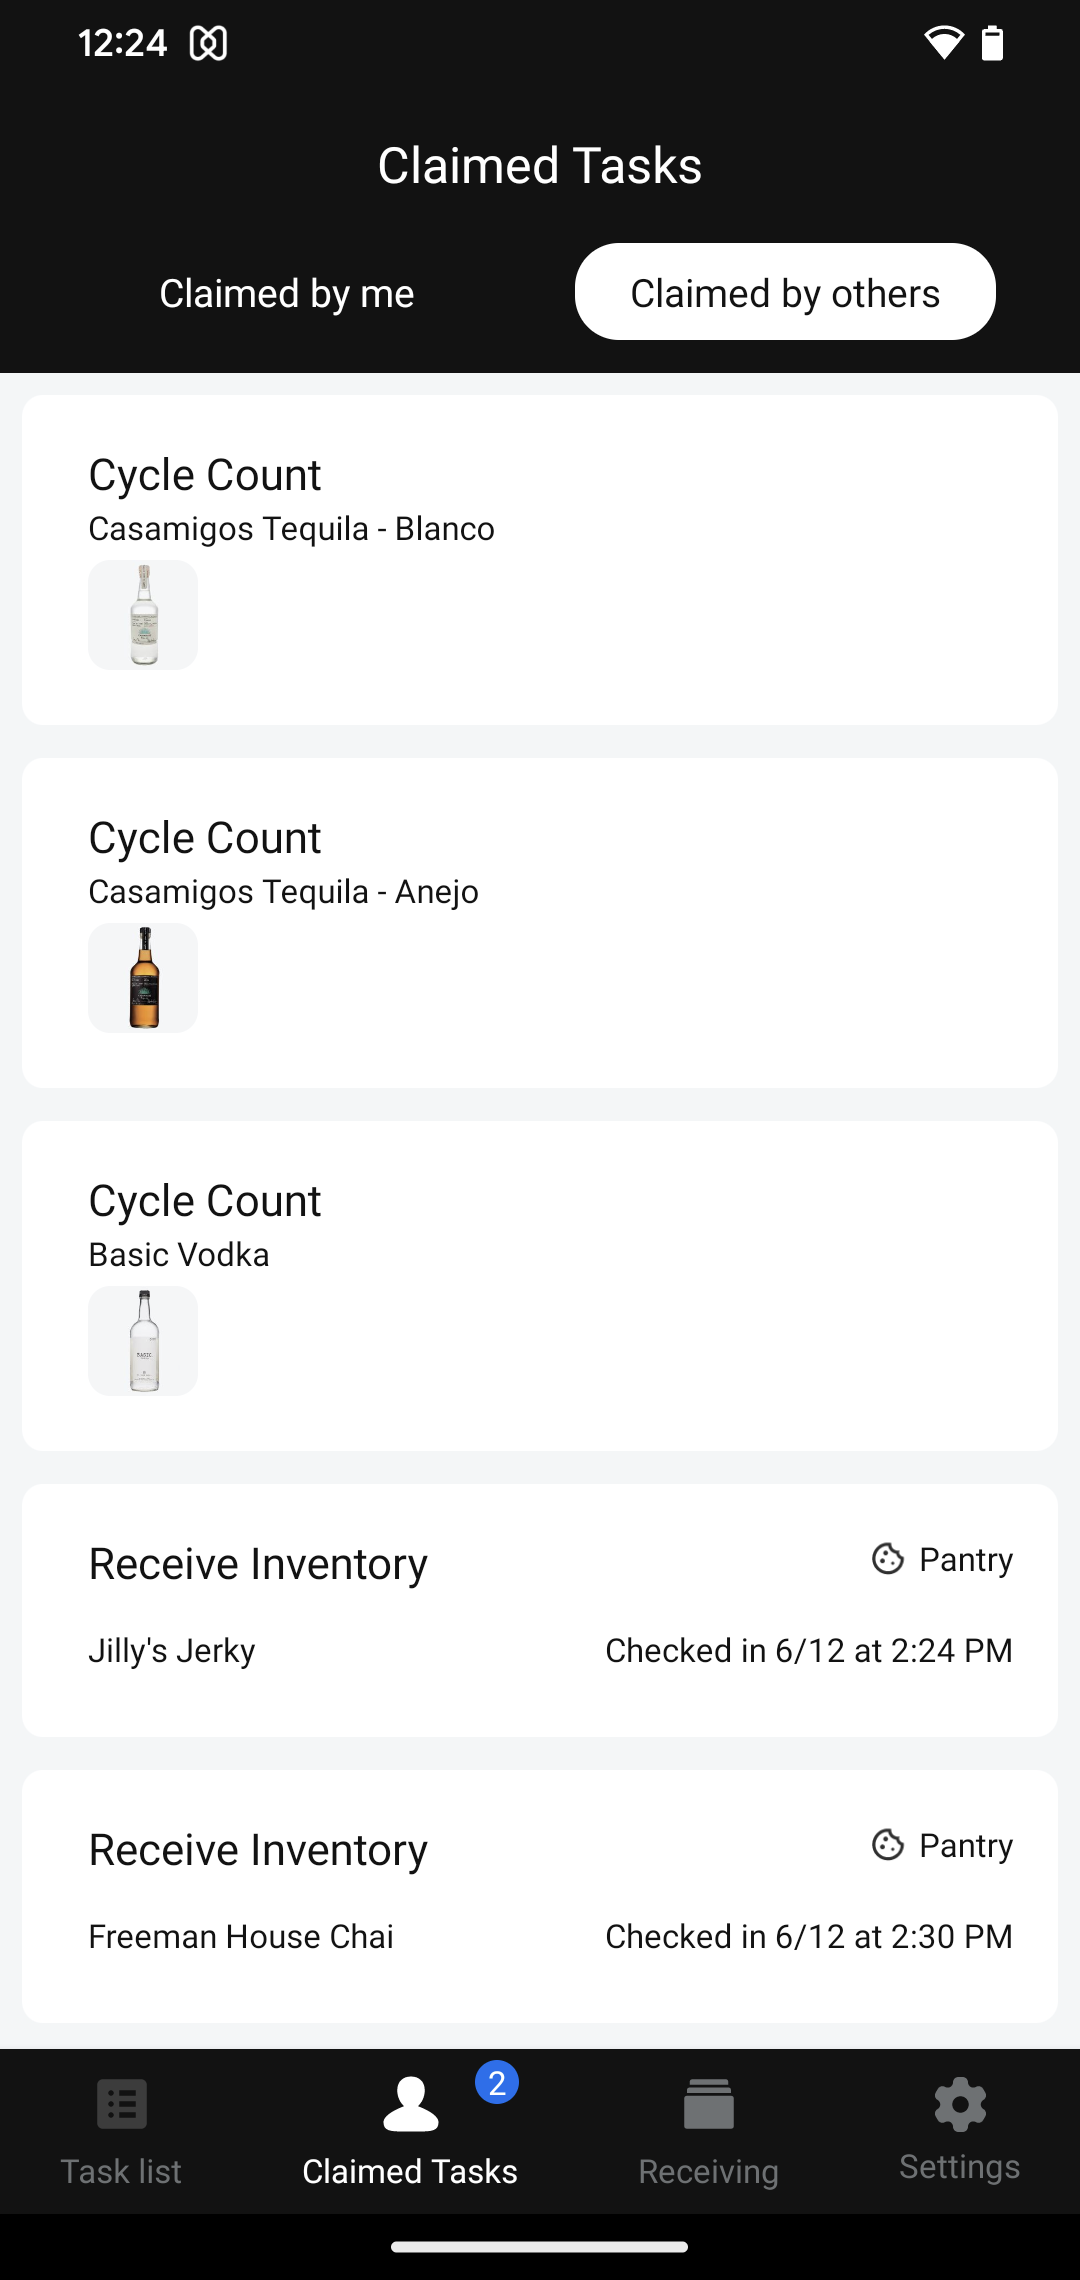 12:24
Claimed Tasks
Claimed by me
Claimed by others
Cycle Count
Casamigos Tequila - Blanco
Cycle Count
Casamigos Tequila - Anejo
Cycle Count
Basic Vodka
BASIC
Receive Inventory
Pantry
Jilly's Jerky
Checked in 6/12 at 2:24 PM
Receive Inventory
Pantry
Freeman House Chai
Checked in 6/12 at 2:30 PM
2
Task list
Claimed Tasks
Receiving
Settings